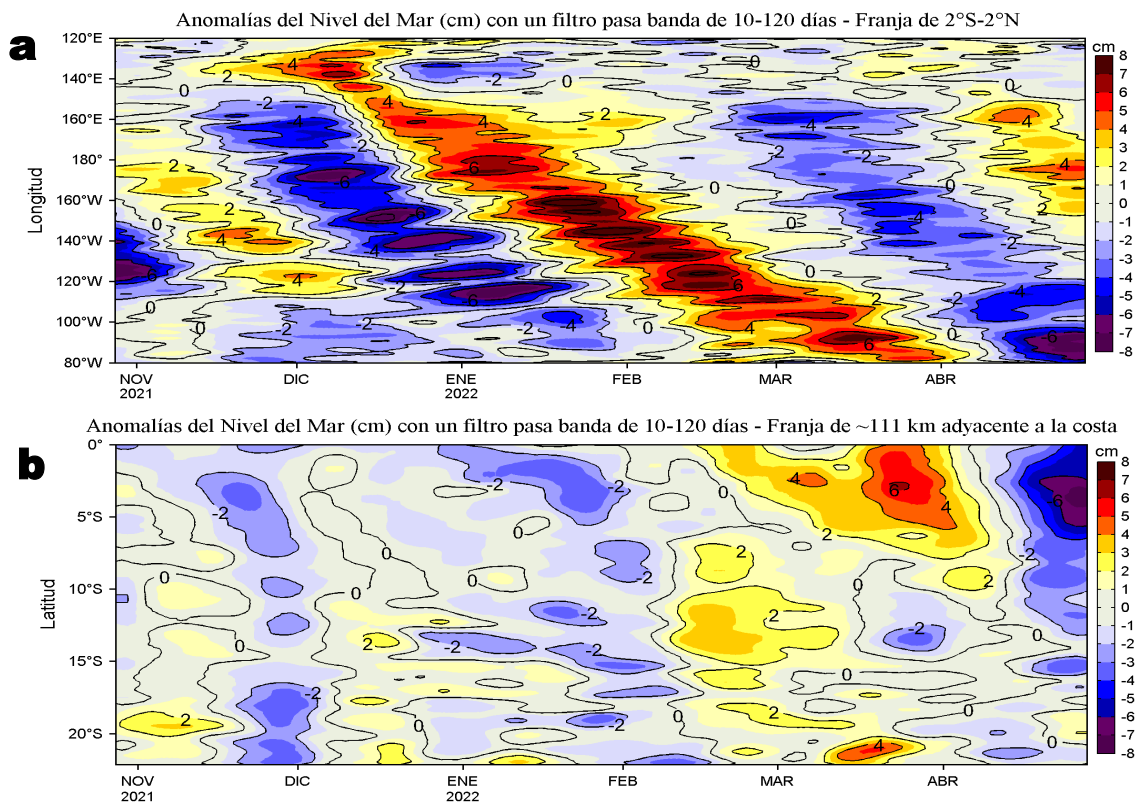 Anomalías del Nivel del Mar (cm) con un filtro pasa banda de 10-120 días - Franja de 2°S-2°N
a
120°E
140°E
160°E
180°
160°W
140°W
120°W
100°W
80°W
Longitud
NOV DIC ENE FEB MAR ABR
2021 2022
cm
8
7
6
5
4
3
2
1
0
-1
-2
-3
-4
-5
-6
-7
-8
Anomalías del Nivel del Mar (cm) con un filtro pasa banda de 10-120 días - Franja de ~111 km adyacente a la costa
b
0°
5°S
10°S
15°S
20°S
Latitud
NOV DIC ENE FEB MAR ABR
2021 2022
cm
8
7
6
5
4
3
2
1
0
-1
-2
-3
-4
-5
-6
-7
-8